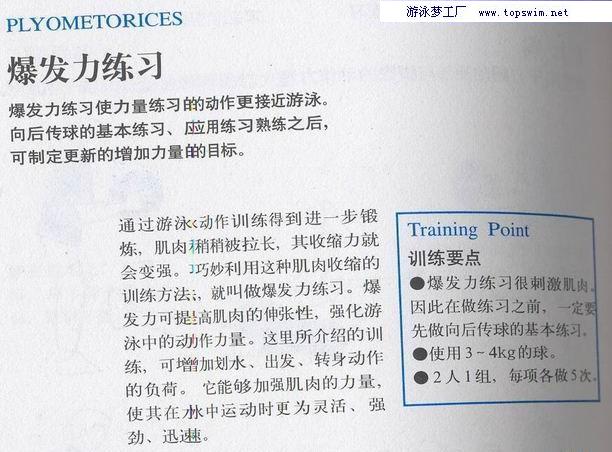 游泳梦工厂 www.topswim.net
PLYOMETORICES
爆发力练习
爆发力练习使力量练习的动作更接近游泳。
向后传球的基本练习、应用练习熟练之后,
可制定更新的增加力量的目标。
通过游泳动作训练得到进一步锻
炼, 肌肉稍稍被拉长, 其收缩力就
会变强。巧妙利用这种肌肉收缩的
训练方法, 就叫做爆发力练习。爆
发力可提高肌肉的伸张性, 强化游
泳中的动作力量。这里所介绍的训
练, 可增加划水、出发、转身动作
的负荷。它能够加强肌肉的力量,
使其在水中运动时更为灵活、强
劲、迅速。
Training Point
训练要点
●爆发力练习很刺激肌肉。
因此在做练习之前, 一定要
先做向后传球的基本练习。
●使用3~4kg的球。
●2人1组, 每项各做5次。